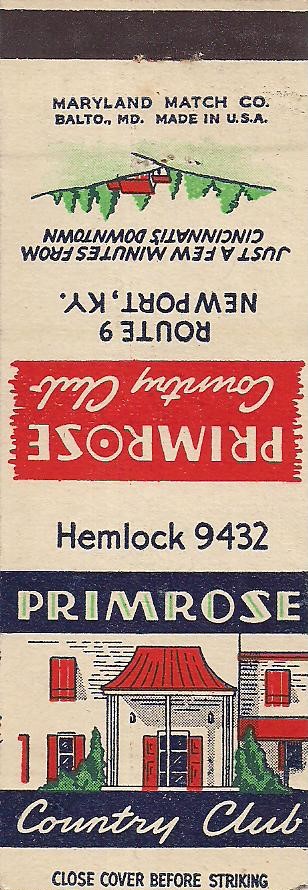 MARYLAND MATCH CO.
BALTO., MD. MADE IN U.S.A.
PRIMROSE
Country Club
ROUTE 9
NEWPORT, KY.
JUST A FEW MINUTES FROM
CINCINNATI'S DOWNTOWN
Hemlock 9432
PRIMROSE
Country Club
CLOSE COVER BEFORE STRIKING